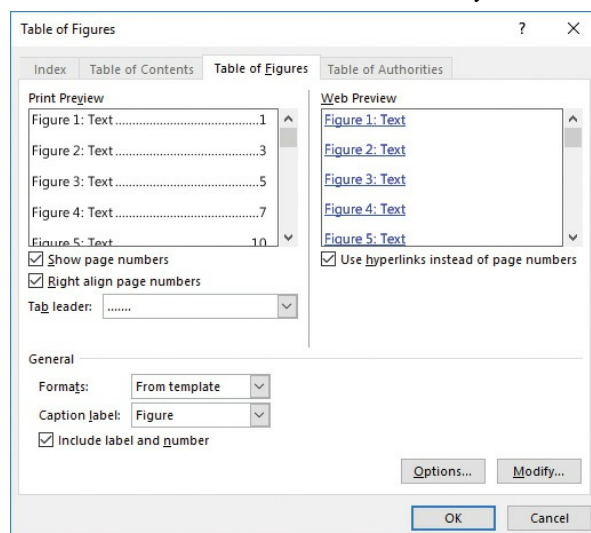 Table of Figures ? X
Index Table of Contents Table of Figures Table of Authorities
Print Preview
Figure 1: Text...........................................1
Figure 2: Text...........................................3
Figure 3: Text...........................................5
Figure 4: Text...........................................7
Figure 5: Text 10
Show page numbers
Right align page numbers
Tab leader: .......
Web Preview
Figure 1: Text
Figure 2: Text
Figure 3: Text
Figure 4: Text
Figure 5: Text
Use hyperlinks instead of page numbers
General
Formats: From template
Caption label: Figure
Include label and number
Options... Modify...
OK Cancel